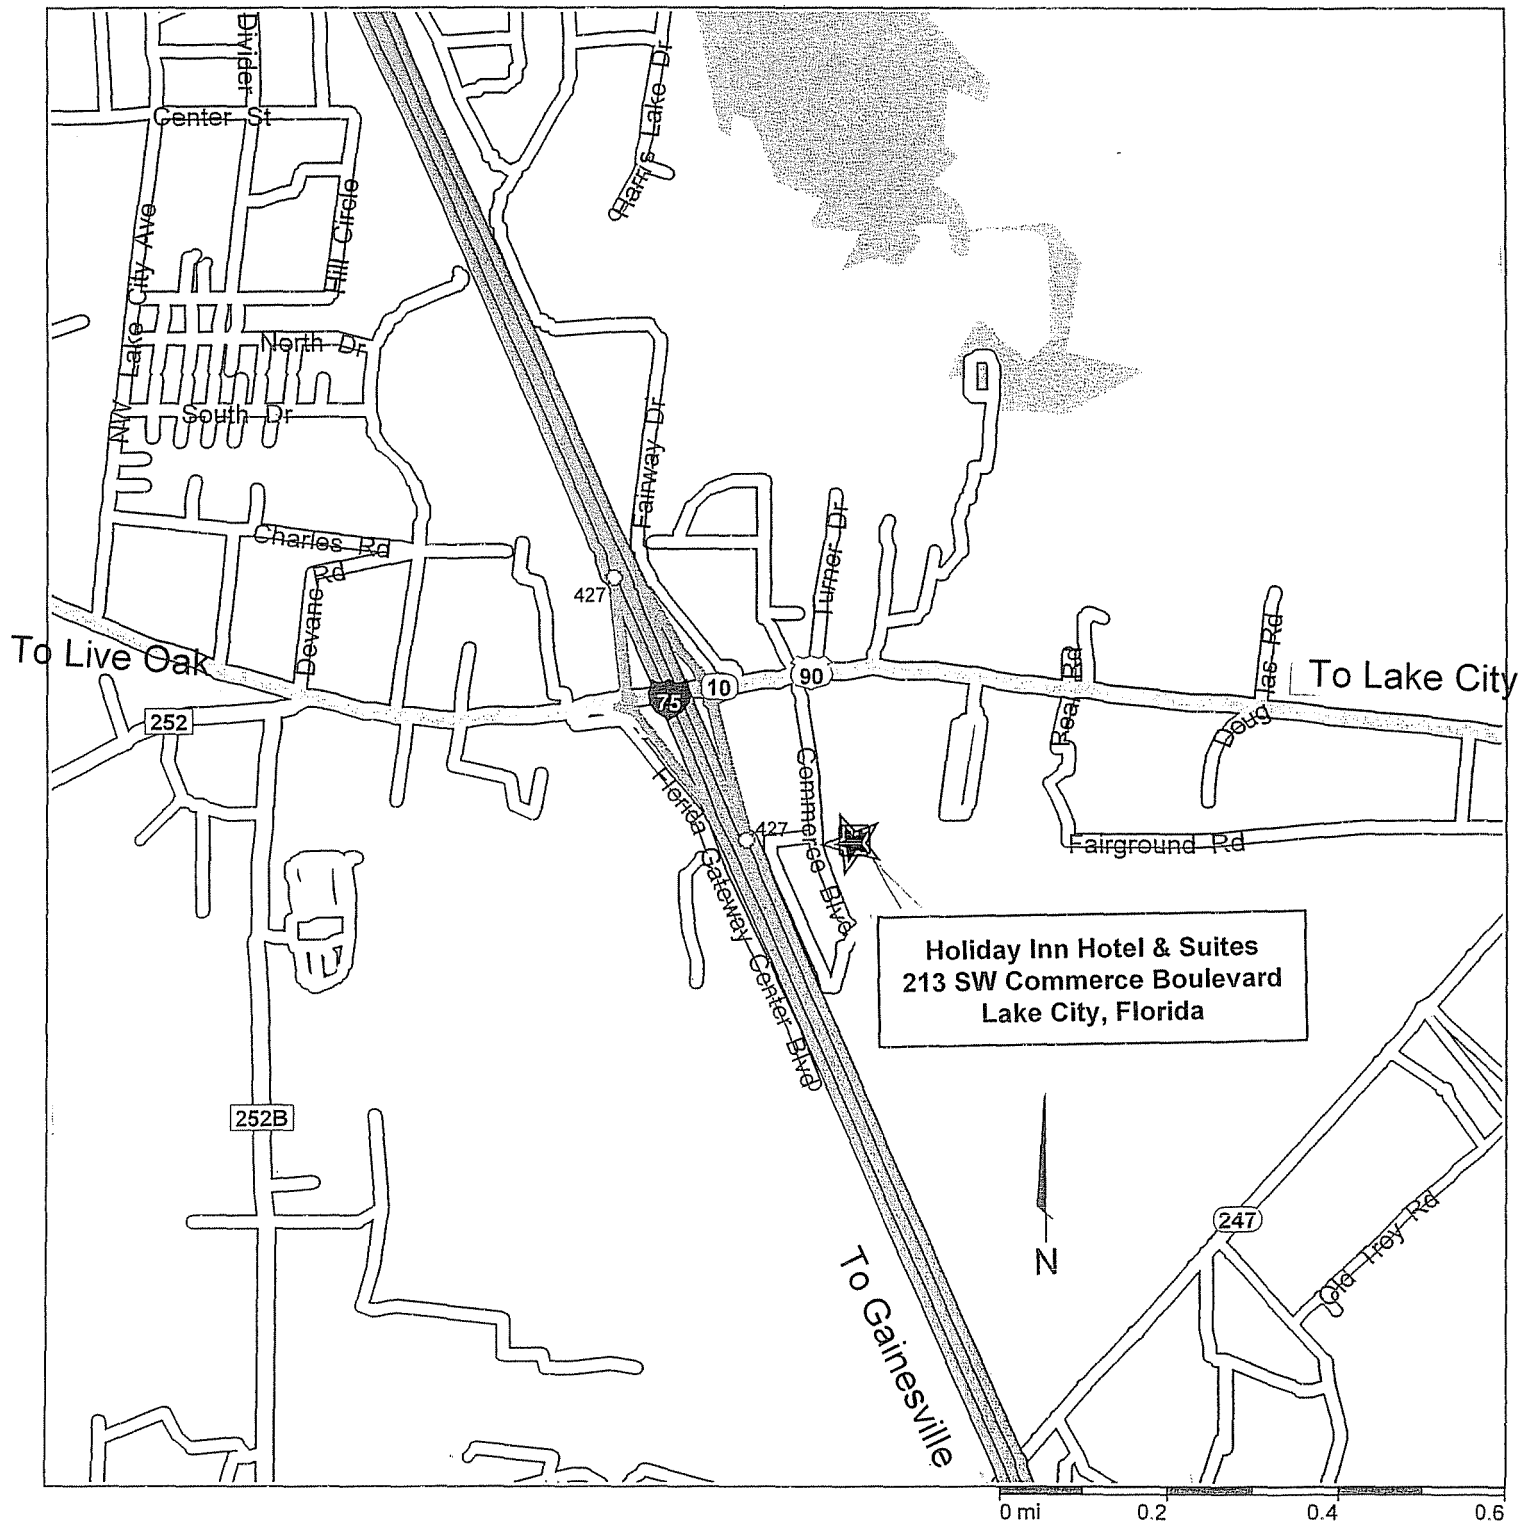 Divider
Center St
Harris Lake Dr
Hill Circle
NW Lake City Ave
North Dr
South Dr
Fairway Dr
Charles Rd
Devane Rd
Turner Dr
427
To Live Oak
75
10
90
Real Rd
Douglas Rd
To Lake City
252
Florida Gateway Center Blvd
Commerce Blvd
427
Fairground Rd
Holiday Inn Hotel & Suites
213 SW Commerce Boulevard
Lake City, Florida
252B
N
247
Old Troy Rd
To Gainesville
0 mi 0.2 0.4 0.6